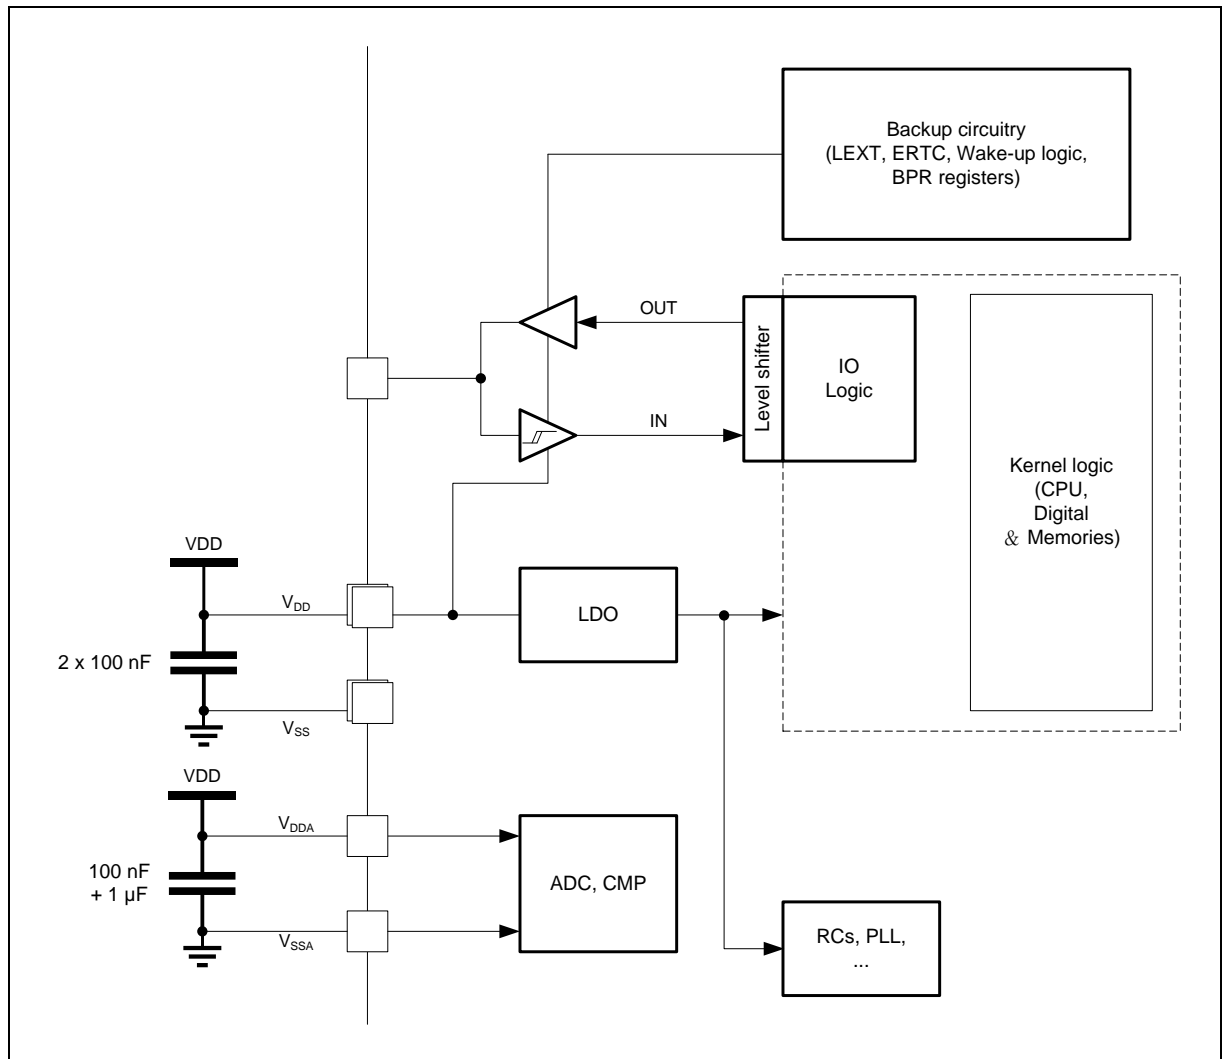 Backup circuitry
(LEXT, ERTC, Wake-up logic,
BPR registers)
OUT
Level shifter
IO
Logic
IN
Kernel logic
(CPU,
Digital
& Memories)
VDD
VDD
2 x 100 nF
LDO
VSS
VDD
VDDA
100 nF
+ 1 µF
ADC, CMP
VSSA
RCs, PLL,
...